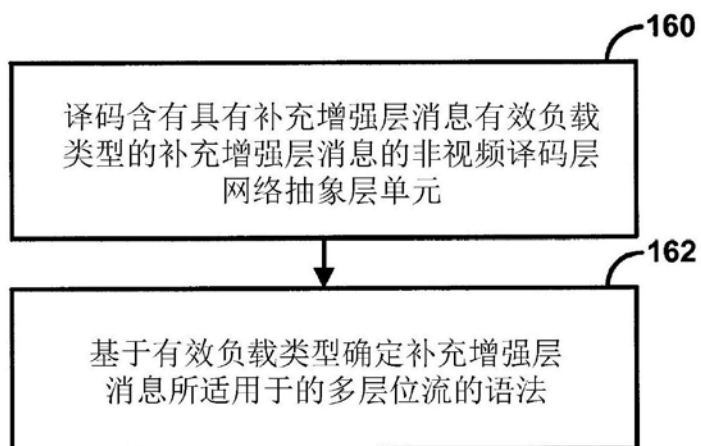 160
译码含有具有补充增强层消息有效负载
类型的补充增强层消息的非视频译码层
网络抽象层单元
162
基于有效负载类型确定补充增强层
消息所适用于的多层位流的语法